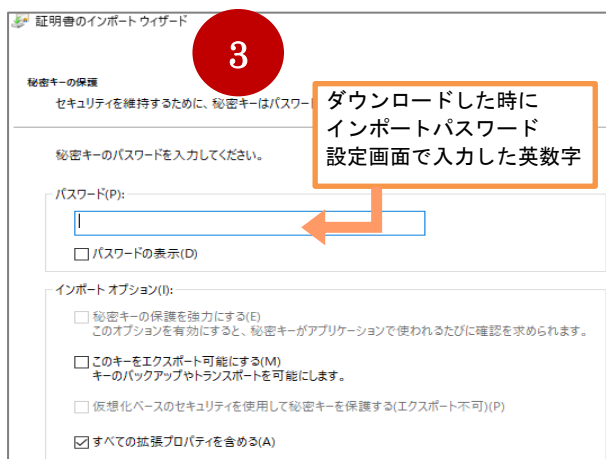 証明書のインポート ウィザード
3
秘密キーの保護
セキュリティを維持するために、秘密キーはパスワー
ダウンロードした時に
インポートパスワード
設定画面で入力した英数字
秘密キーのパスワードを入力してください。
パスワード(P):
パスワードの表示(D)
インポート オプション(I):
秘密キーの保護を強力にする(E)
このオプションを有効にすると、秘密キーがアプリケーションで使われるたびに確認を求められます。
このキーをエクスポート可能にする(M)
キーのバックアップやトランスポートを可能にします。
仮想化ベースのセキュリティを使用して秘密キーを保護する(エクスポート不可)(P)
すべての拡張プロパティを含める(A)